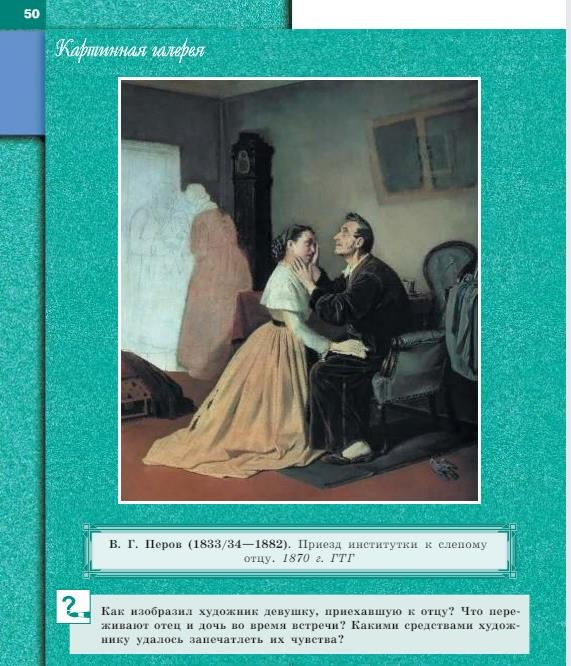 50
Картинная галерея
В. Г. Перов (1833/34—1882). Приезд институтки к слепому
отцу. 1870 г. ГТГ
?
Как изобразил художник девушку, приехавшую к отцу? Что пере-
живают отец и дочь во время встречи? Какими средствами худож-
нику удалось запечатлеть их чувства?